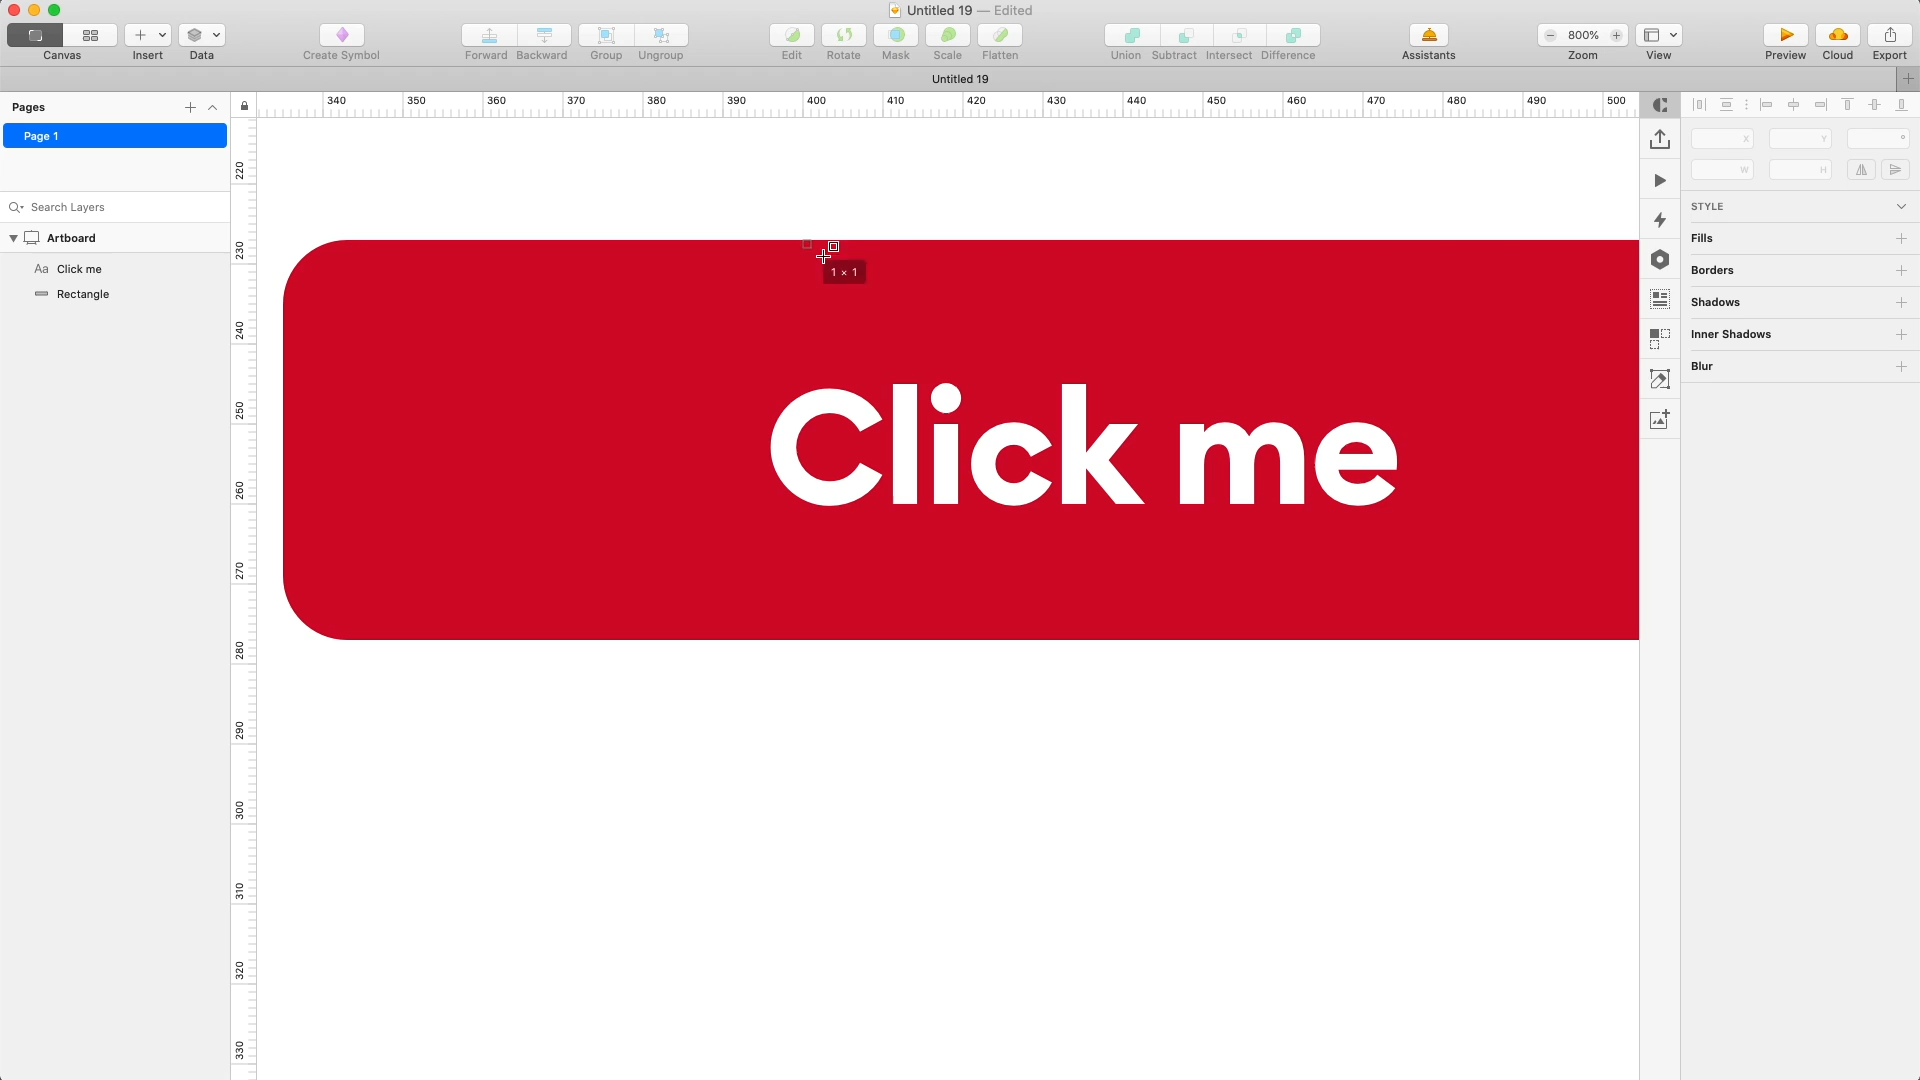 Untitled 19 — Edited
800%
Canvas Insert Data Create Symbol Forward Backward Group Ungroup Edit Rotate Mask Scale Flatten Union Subtract Intersect Difference Assistants Zoom View Preview Cloud Export
Untitled 19
Pages
340 350 360 370 380 390 400 410 420 430 440 450 460 470 480 490 500
Page 1
X Y °
W H
Search Layers
STYLE
Artboard
Fills
Aa Click me
Borders
1 × 1
Rectangle
Shadows
Inner Shadows
Blur
Click me
220
230
240
250
260
270
280
290
300
310
320
330